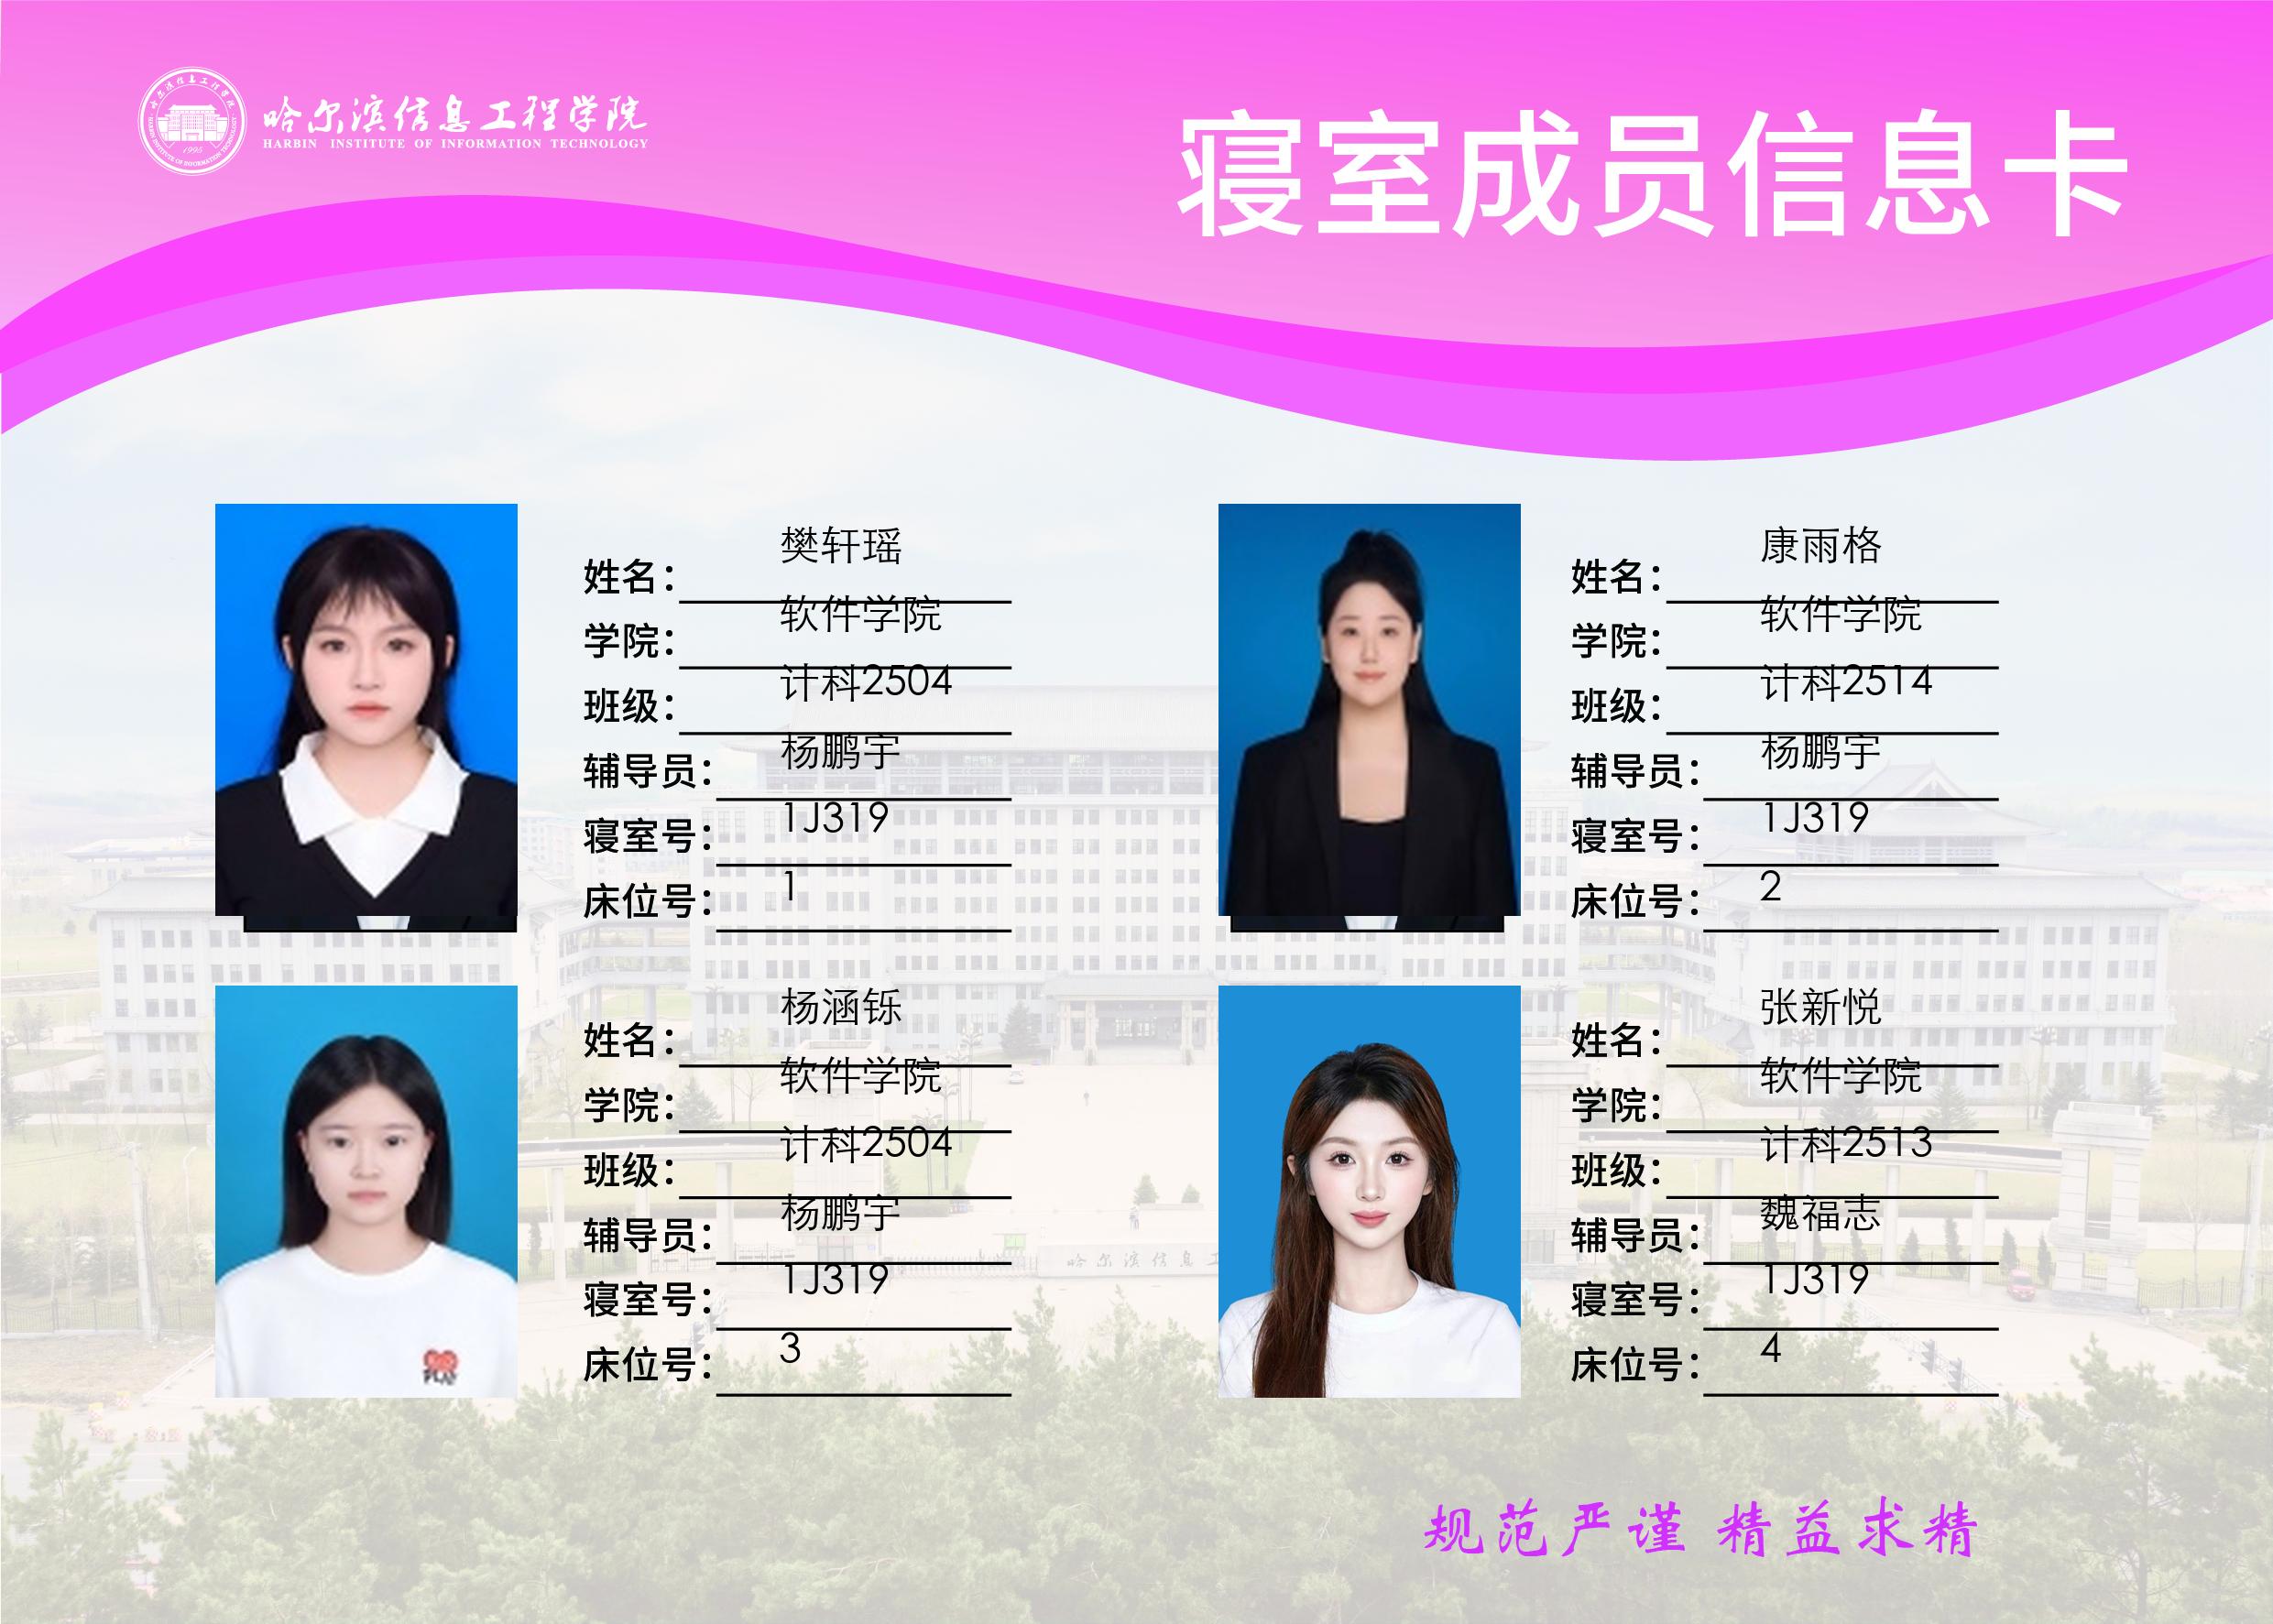 哈尔滨信息工程学院
HARBIN INSTITUTE OF INFORMATION TECHNOLOGY
1995
寝室成员信息卡
姓名：樊轩瑶
学院：软件学院
班级：计科2504
辅导员：杨鹏宇
寝室号：1J319
床位号：1
姓名：康雨格
学院：软件学院
班级：计科2514
辅导员：杨鹏宇
寝室号：1J319
床位号：2
姓名：杨涵铄
学院：软件学院
班级：计科2504
辅导员：杨鹏宇
寝室号：1J319
床位号：3
姓名：张新悦
学院：软件学院
班级：计科2513
辅导员：魏福志
寝室号：1J319
床位号：4
哈尔滨信息工
规范严谨 精益求精